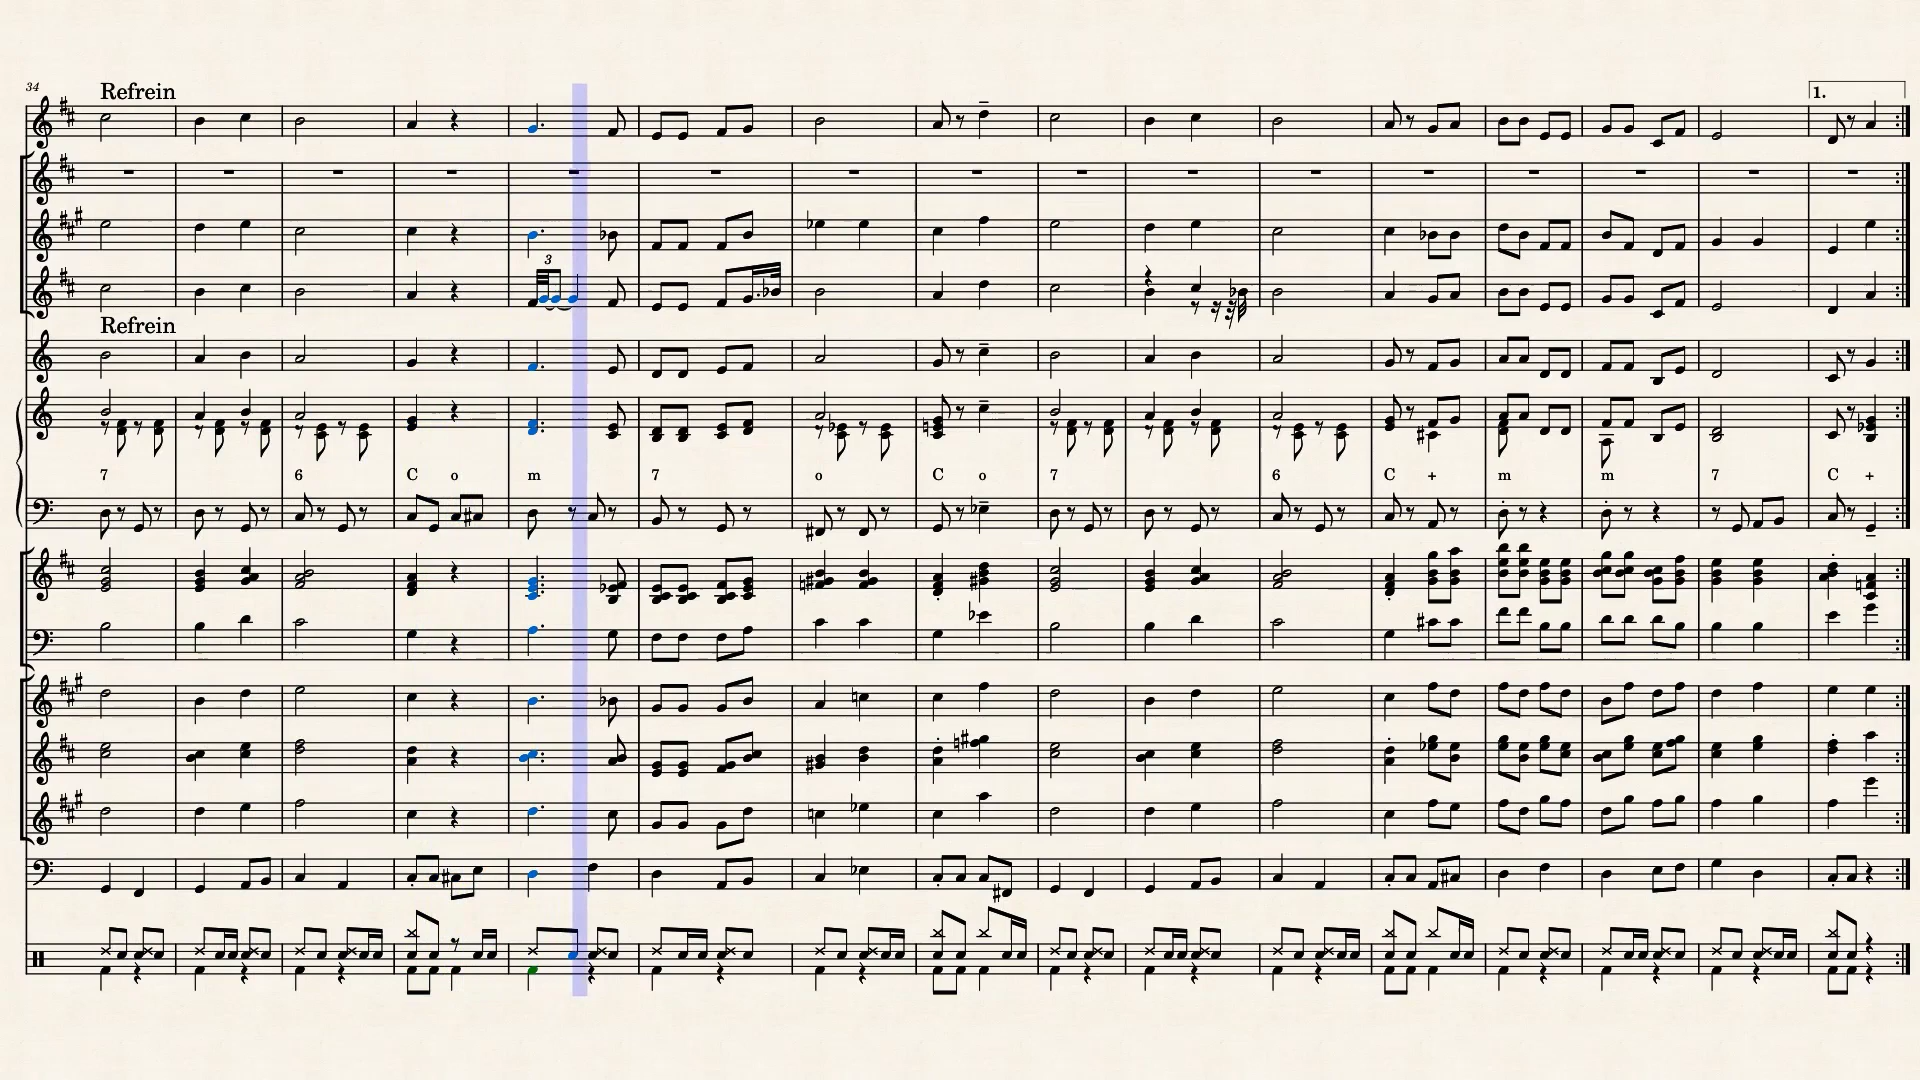 34
Refrein
1.
3
Refrein
7 6 C o m 7 o C o 7 6 C + m m 7 C +